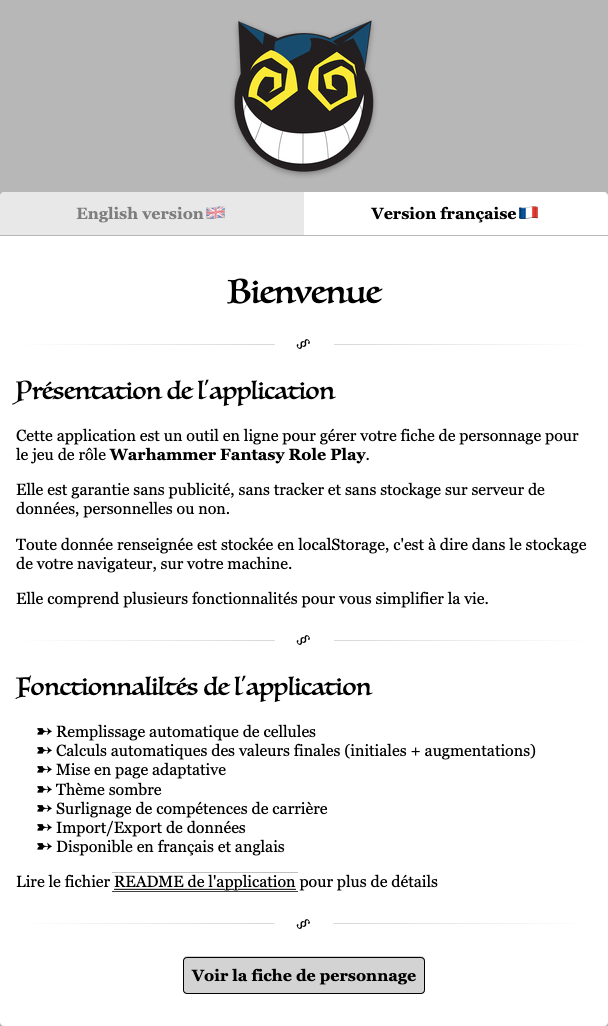 English version🇬🇧
Version française🇫🇷
Bienvenue
Présentation de l'application
Cette application est un outil en ligne pour gérer votre fiche de personnage pour
le jeu de rôle Warhammer Fantasy Role Play.
Elle est garantie sans publicité, sans tracker et sans stockage sur serveur de
données, personnelles ou non.
Toute donnée renseignée est stockée en localStorage, c'est à dire dans le stockage
de votre navigateur, sur votre machine.
Elle comprend plusieurs fonctionnalités pour vous simplifier la vie.
Fonctionnaliltés de l'application
➳ Remplissage automatique de cellules
➳ Calculs automatiques des valeurs finales (initiales + augmentations)
➳ Mise en page adaptative
➳ Thème sombre
➳ Surlignage de compétences de carrière
➳ Import/Export de données
➳ Disponible en français et anglais
Lire le fichier README de l'application pour plus de détails
Voir la fiche de personnage